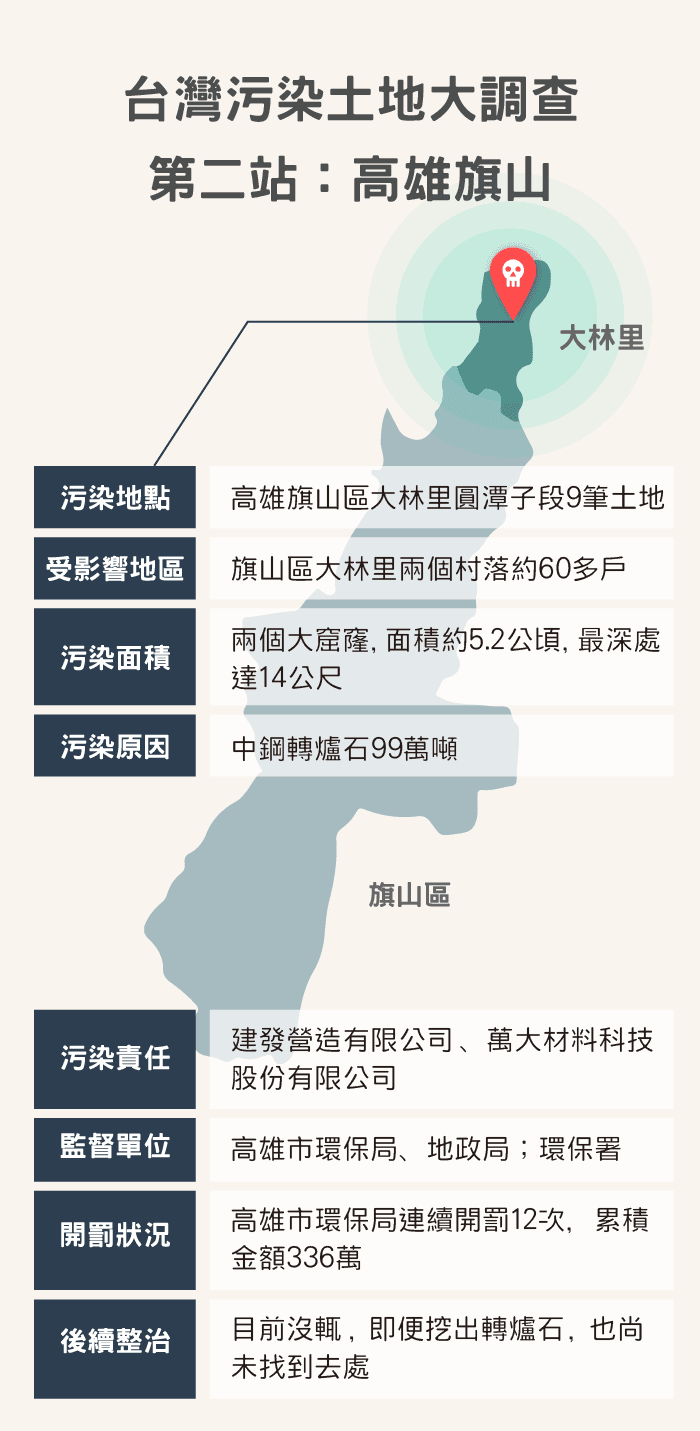 台灣污染土地大調查
第二站：高雄旗山
大林里
污染地點
高雄旗山區大林里圓潭子段9筆土地
受影響地區
旗山區大林里兩個村落約60多戶
污染面積
兩個大窟窿, 面積約5.2公頃, 最深處
達14公尺
污染原因
中鋼轉爐石99萬噸
旗山區
污染責任
建發營造有限公司、萬大材料科技
股份有限公司
監督單位
高雄市環保局、地政局；環保署
開罰狀況
高雄市環保局連續開罰12次, 累積
金額336萬
後續整治
目前沒輒, 即便挖出轉爐石, 也尚
未找到去處